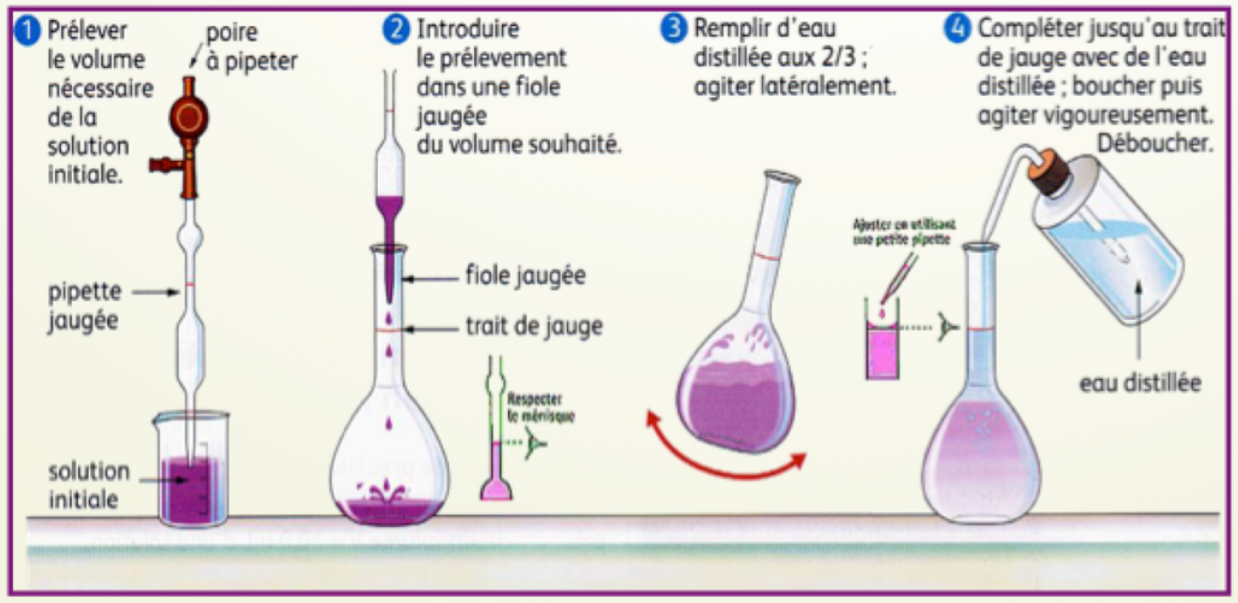 1 Prélever
le volume
nécessaire
de la
solution
initiale.
poire
à pipeter
pipette
jaugée
solution
initiale
2 Introduire
le prélevement
dans une fiole
jaugée
du volume souhaité.
fiole jaugée
trait de jauge
Respecter
le ménisque
3 Remplir d'eau
distillée aux 2/3 ;
agiter latéralement.
4 Compléter jusqu'au trait
de jauge avec de l'eau
distillée ; boucher puis
agiter vigoureusement.
Déboucher.
Ajuster en utilisant
une petite pipette
eau distillée